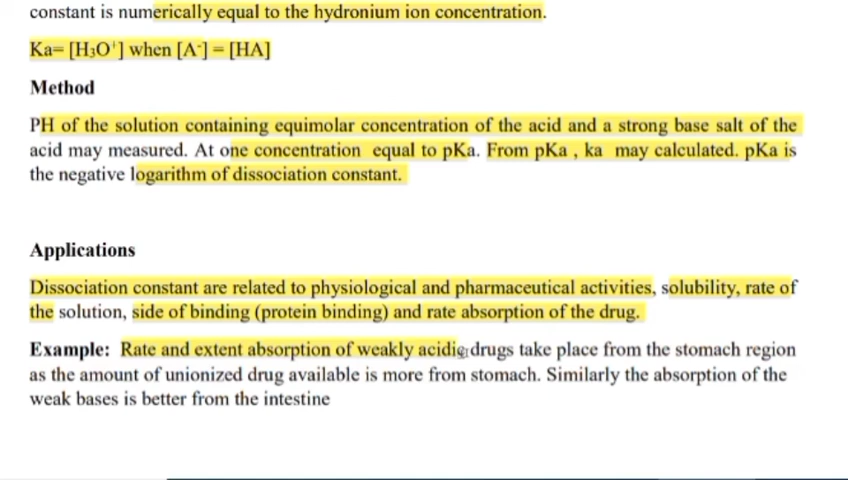 constant is numerically equal to the hydronium ion concentration.
Ka= [H₃O⁺] when [A⁻] = [HA]
Method
PH of the solution containing equimolar concentration of the acid and a strong base salt of the
acid may measured. At one concentration equal to pKa. From pKa , ka may calculated. pKa is
the negative logarithm of dissociation constant.
Applications
Dissociation constant are related to physiological and pharmaceutical activities, solubility, rate of
the solution, side of binding (protein binding) and rate absorption of the drug.
Example: Rate and extent absorption of weakly acidic drugs take place from the stomach region
as the amount of unionized drug available is more from stomach. Similarly the absorption of the
weak bases is better from the intestine